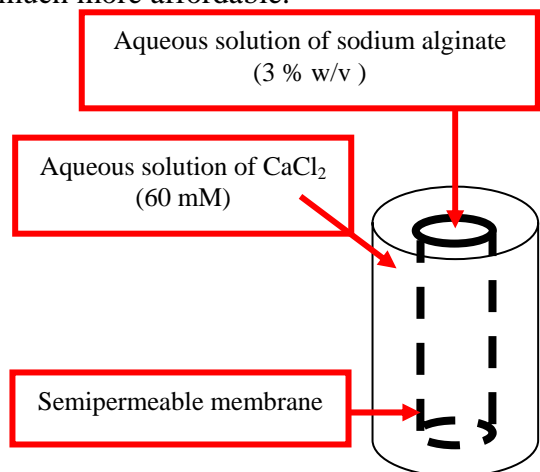 much more affordable.
Aqueous solution of sodium alginate
(3 % w/v )
Aqueous solution of CaCl₂
(60 mM)
Semipermeable membrane